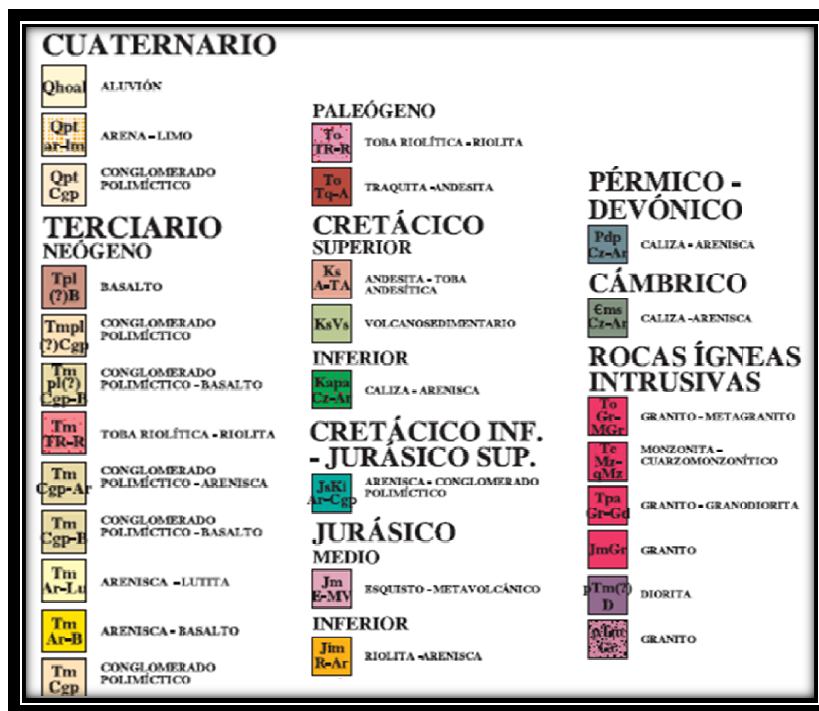 CUATERNARIO
Qhoal ALUVIÓN
Qpt
ar-lm ARENA - LIMO
Qpt
Cgp CONGLOMERADO
POLIMÍCTICO
TERCIARIO
NEÓGENO
Tpl
(?)B BASALTO
Tmpl
(?)Cgp CONGLOMERADO
POLIMÍCTICO
Tm
pl(?)
Cgp-B CONGLOMERADO
POLIMÍCTICO - BASALTO
Tm
TR-R TOBA RIOLÍTICA - RIOLITA
Tm
Cgp-Ar CONGLOMERADO
POLIMÍCTICO - ARENISCA
Tm
Cgp-B CONGLOMERADO
POLIMÍCTICO - BASALTO
Tm
Ar-Lu ARENISCA - LUTITA
Tm
Ar-B ARENISCA - BASALTO
Tm
Cgp CONGLOMERADO
POLIMÍCTICO
PALEÓGENO
To
TR-R TOBA RIOLÍTICA - RIOLITA
To
Tq-A TRAQUITA -ANDESITA
CRETÁCICO
SUPERIOR
Ks
A-TA ANDESITA - TOBA
ANDESÍTICA
KsVs VOLCANOSEDIMENTARIO
INFERIOR
Kapa
Cz-Ar CALIZA - ARENISCA
CRETÁCICO INF.
- JURÁSICO SUP.
JsKi
Ar-Cgp ARENISCA - CONGLOMERADO
POLIMÍCTICO
JURÁSICO
MEDIO
Jm
E-MV ESQUISTO - METAVOLCÁNICO
INFERIOR
Jim
R-Ar RIOLITA -ARENISCA
PÉRMICO -
DEVÓNICO
Pdp
Cz-Ar CALIZA - ARENISCA
CÁMBRICO
Єms
Cz-Ar CALIZA -ARENISCA
ROCAS ÍGNEAS
INTRUSIVAS
To
Gr-
MGr GRANITO - METAGRANITO
Te
Mz-
qMz MONZONITA -
CUARZOMONZONÍTICO
Tpa
Gr-Gd GRANITO - GRANODIORITA
JmGr GRANITO
pTm(?)
D DIORITA
Gr GRANITO